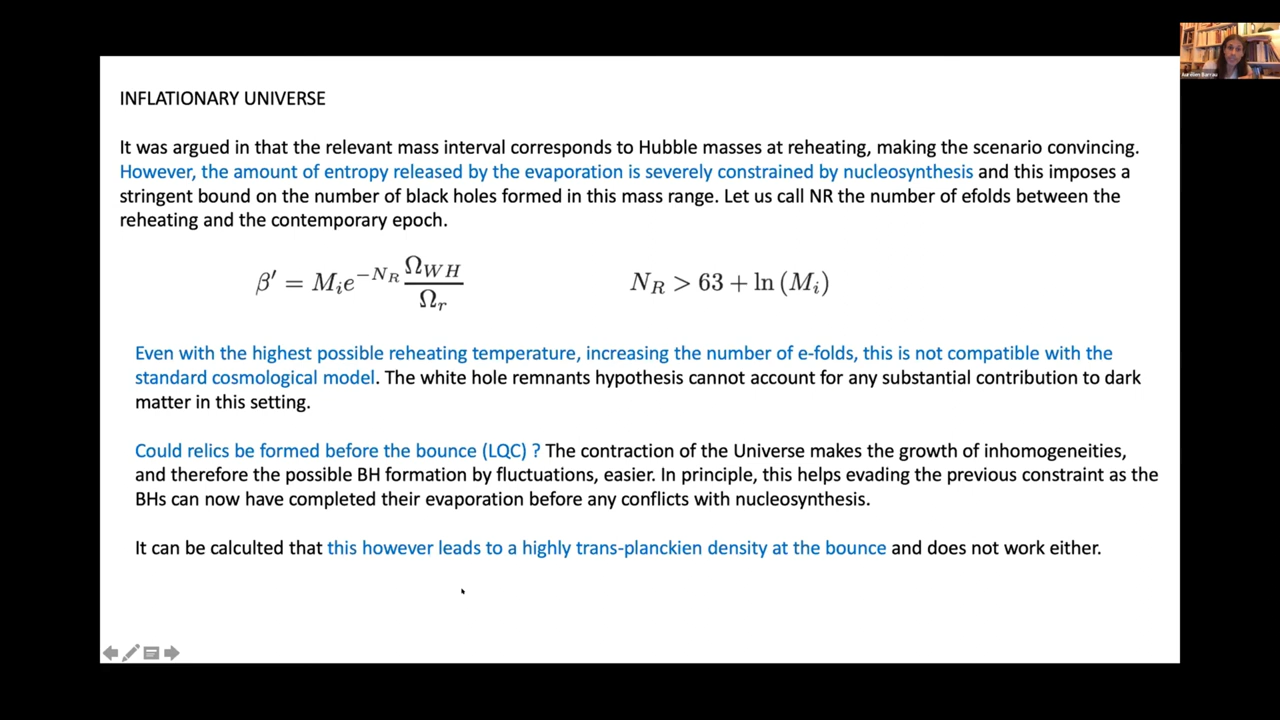 INFLATIONARY UNIVERSE
It was argued in that the relevant mass interval corresponds to Hubble masses at reheating, making the scenario convincing.
However, the amount of entropy released by the evaporation is severely constrained by nucleosynthesis and this imposes a
stringent bound on the number of black holes formed in this mass range. Let us call NR the number of efolds between the
reheating and the contemporary epoch.
β′ = M_i e^{−N_R} Ω_{WH} / Ω_r
N_R > 63 + ln (M_i)
Even with the highest possible reheating temperature, increasing the number of e-folds, this is not compatible with the
standard cosmological model. The white hole remnants hypothesis cannot account for any substantial contribution to dark
matter in this setting.
Could relics be formed before the bounce (LQC) ? The contraction of the Universe makes the growth of inhomogeneities,
and therefore the possible BH formation by fluctuations, easier. In principle, this helps evading the previous constraint as the
BHs can now have completed their evaporation before any conflicts with nucleosynthesis.
It can be calculted that this however leads to a highly trans-planckien density at the bounce and does not work either.
Aurélien Barrau